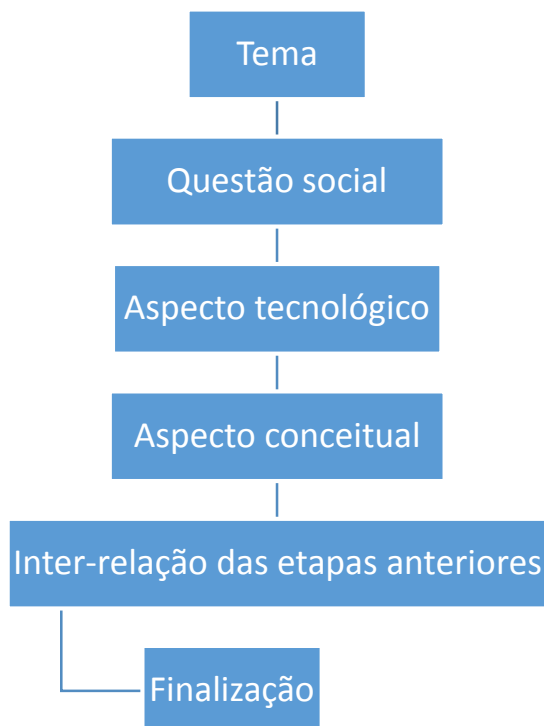 Tema
Questão social
Aspecto tecnológico
Aspecto conceitual
Inter-relação das etapas anteriores
Finalização